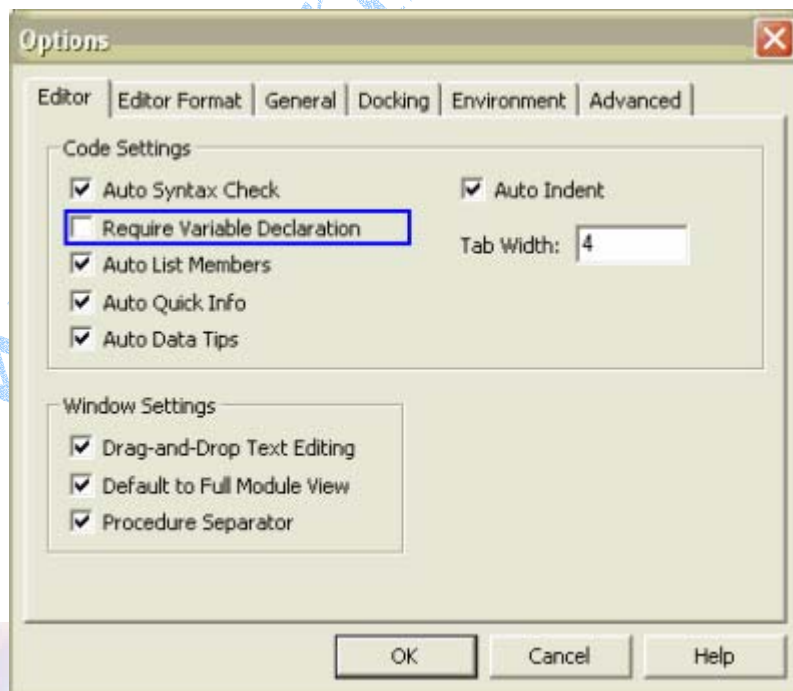 Options
Editor
Editor Format
General
Docking
Environment
Advanced
Code Settings
Auto Syntax Check
Require Variable Declaration
Auto List Members
Auto Quick Info
Auto Data Tips
Auto Indent
Tab Width: 4
Window Settings
Drag-and-Drop Text Editing
Default to Full Module View
Procedure Separator
OK
Cancel
Help